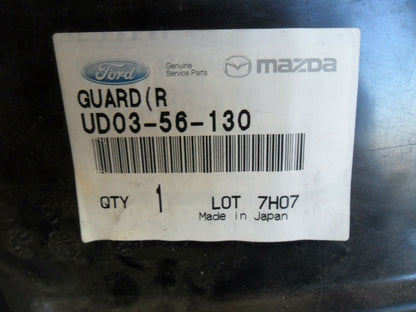 Ford Genuine Service Parts mazda
GUARD(R
UD03-56-130
QTY 1 LOT 7H07
Made in Japan